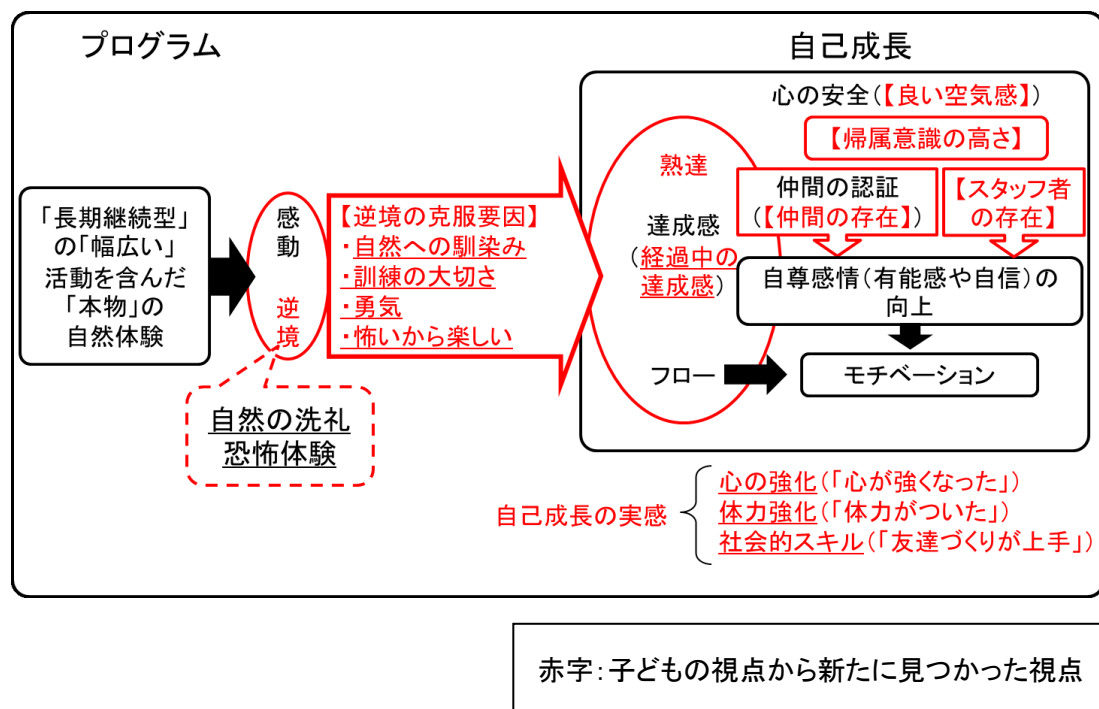 プログラム
自己成長
「長期継続型」
の「幅広い」
活動を含んだ
「本物」の
自然体験
感動
逆境
自然の洗礼
恐怖体験
【逆境の克服要因】
・自然への馴染み
・訓練の大切さ
・勇気
・怖いから楽しい
心の安全(【良い空気感】)
【帰属意識の高さ】
熟達
達成感
(経過中の
達成感)
フロー
仲間の認証
(【仲間の存在】)
【スタッフ者
の存在】
自尊感情(有能感や自信)の
向上
モチベーション
自己成長の実感
心の強化(「心が強くなった」)
体力強化(「体力がついた」)
社会的スキル(「友達づくりが上手」)
赤字:子どもの視点から新たに見つかった視点